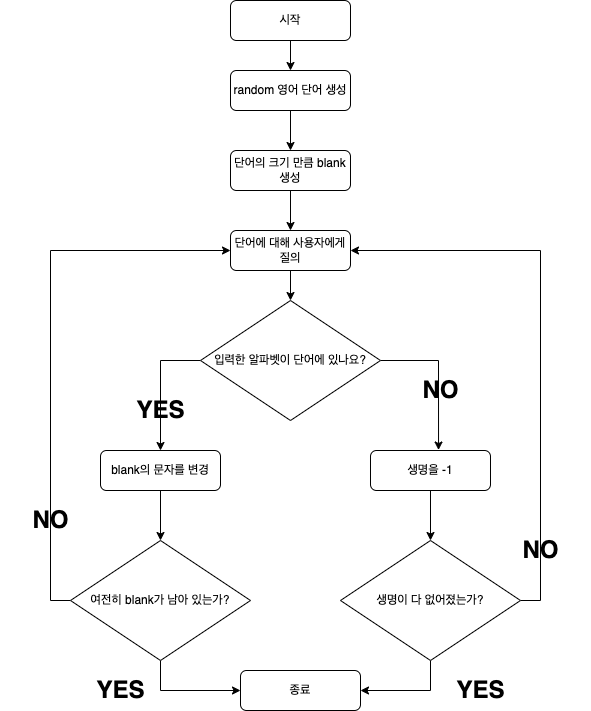 시작
random 영어 단어 생성
단어의 크기 만큼 blank
생성
단어에 대해 사용자에게
질의
입력한 알파벳이 단어에 있나요?
YES
NO
blank의 문자를 변경
생명을 -1
NO
NO
여전히 blank가 남아 있는가?
생명이 다 없어졌는가?
YES
종료
YES